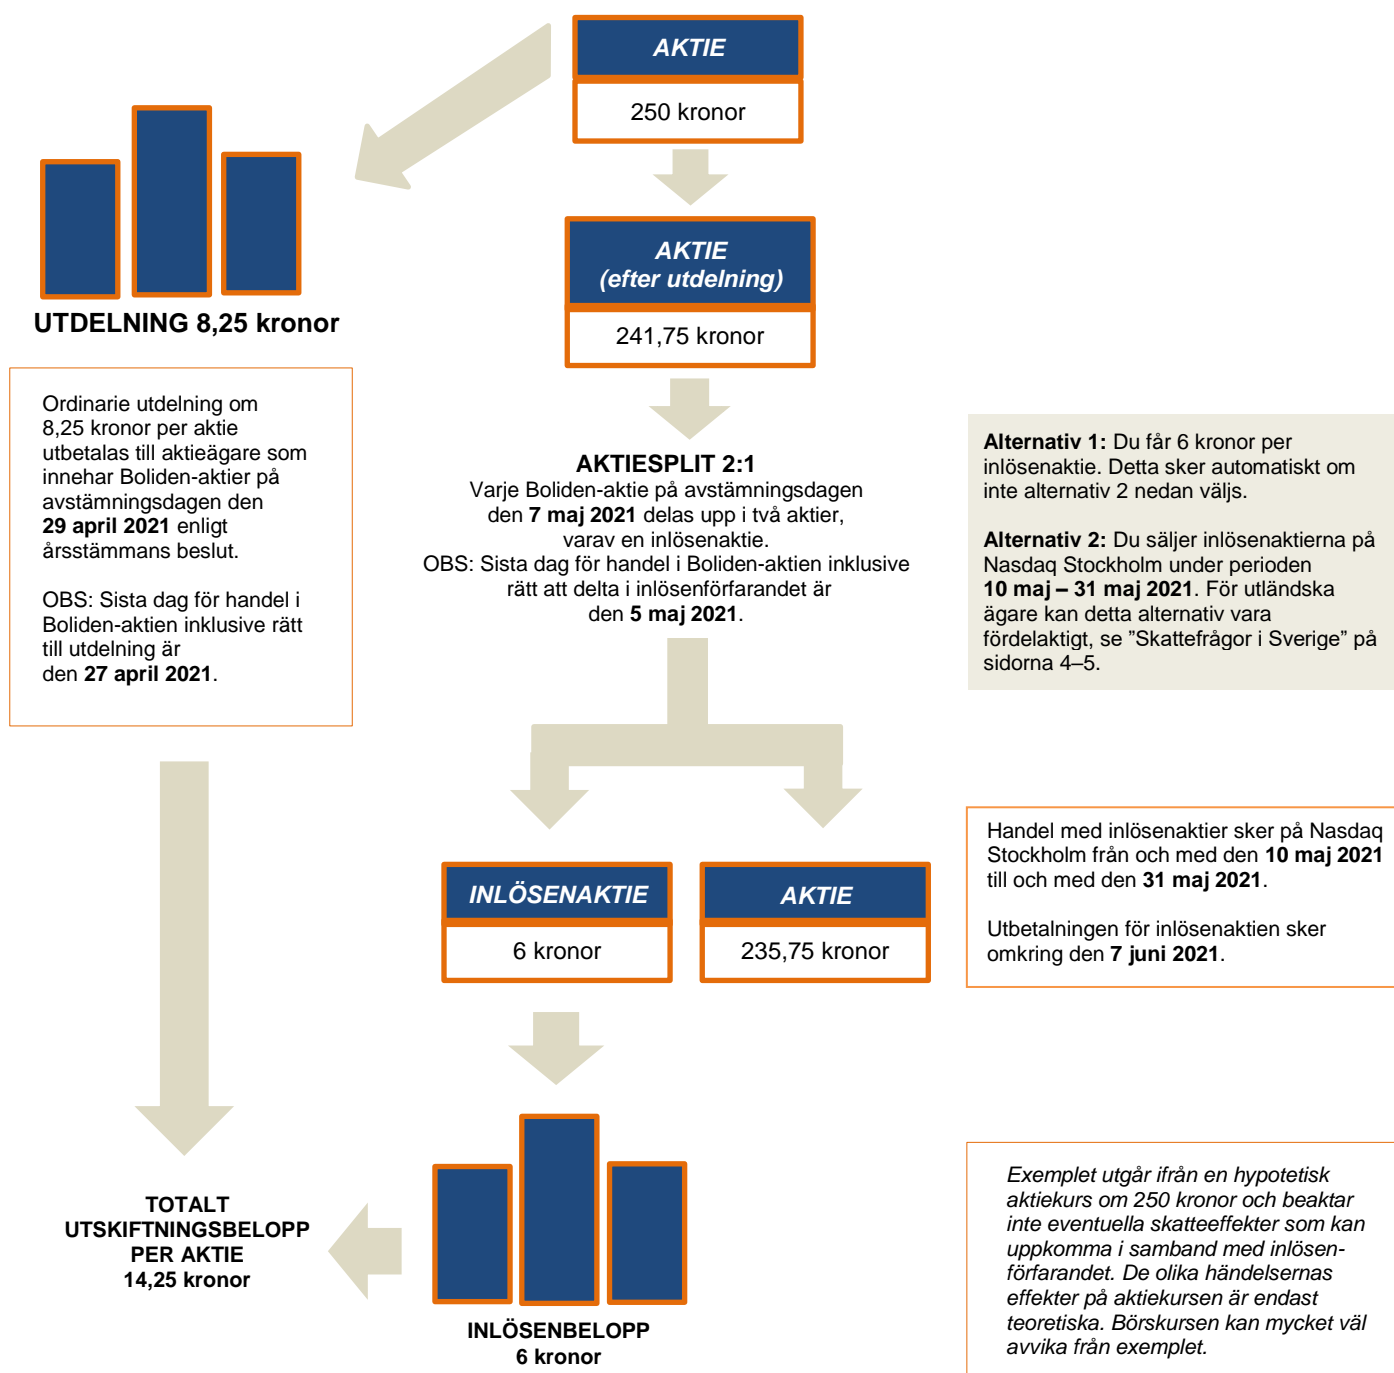 AKTIE
250 kronor
AKTIE
(efter utdelning)
241,75 kronor
UTDELNING 8,25 kronor
Ordinarie utdelning om
8,25 kronor per aktie
utbetalas till aktieägare som
innehar Boliden-aktier på
avstämningsdagen den
29 april 2021 enligt
årsstämmans beslut.
OBS: Sista dag för handel i
Boliden-aktien inklusive rätt
till utdelning är
den 27 april 2021.
AKTIESPLIT 2:1
Varje Boliden-aktie på avstämningsdagen
den 7 maj 2021 delas upp i två aktier,
varav en inlösenaktie.
OBS: Sista dag för handel i Boliden-aktien inklusive
rätt att delta i inlösenförfarandet är
den 5 maj 2021.
Alternativ 1: Du får 6 kronor per
inlösenaktie. Detta sker automatiskt om
inte alternativ 2 nedan väljs.
Alternativ 2: Du säljer inlösenaktierna på
Nasdaq Stockholm under perioden
10 maj – 31 maj 2021. För utländska
ägare kan detta alternativ vara
fördelaktigt, se ”Skattefrågor i Sverige” på
sidorna 4–5.
INLÖSENAKTIE
6 kronor
AKTIE
235,75 kronor
Handel med inlösenaktier sker på Nasdaq
Stockholm från och med den 10 maj 2021
till och med den 31 maj 2021.
Utbetalningen för inlösenaktien sker
omkring den 7 juni 2021.
TOTALT
UTSKIFTNINGSBELOPP
PER AKTIE
14,25 kronor
INLÖSENBELOPP
6 kronor
Exemplet utgår ifrån en hypotetisk
aktiekurs om 250 kronor och beaktar
inte eventuella skatteeffekter som kan
uppkomma i samband med inlösen-
förfarandet. De olika händelsernas
effekter på aktiekursen är endast
teoretiska. Börskursen kan mycket väl
avvika från exemplet.